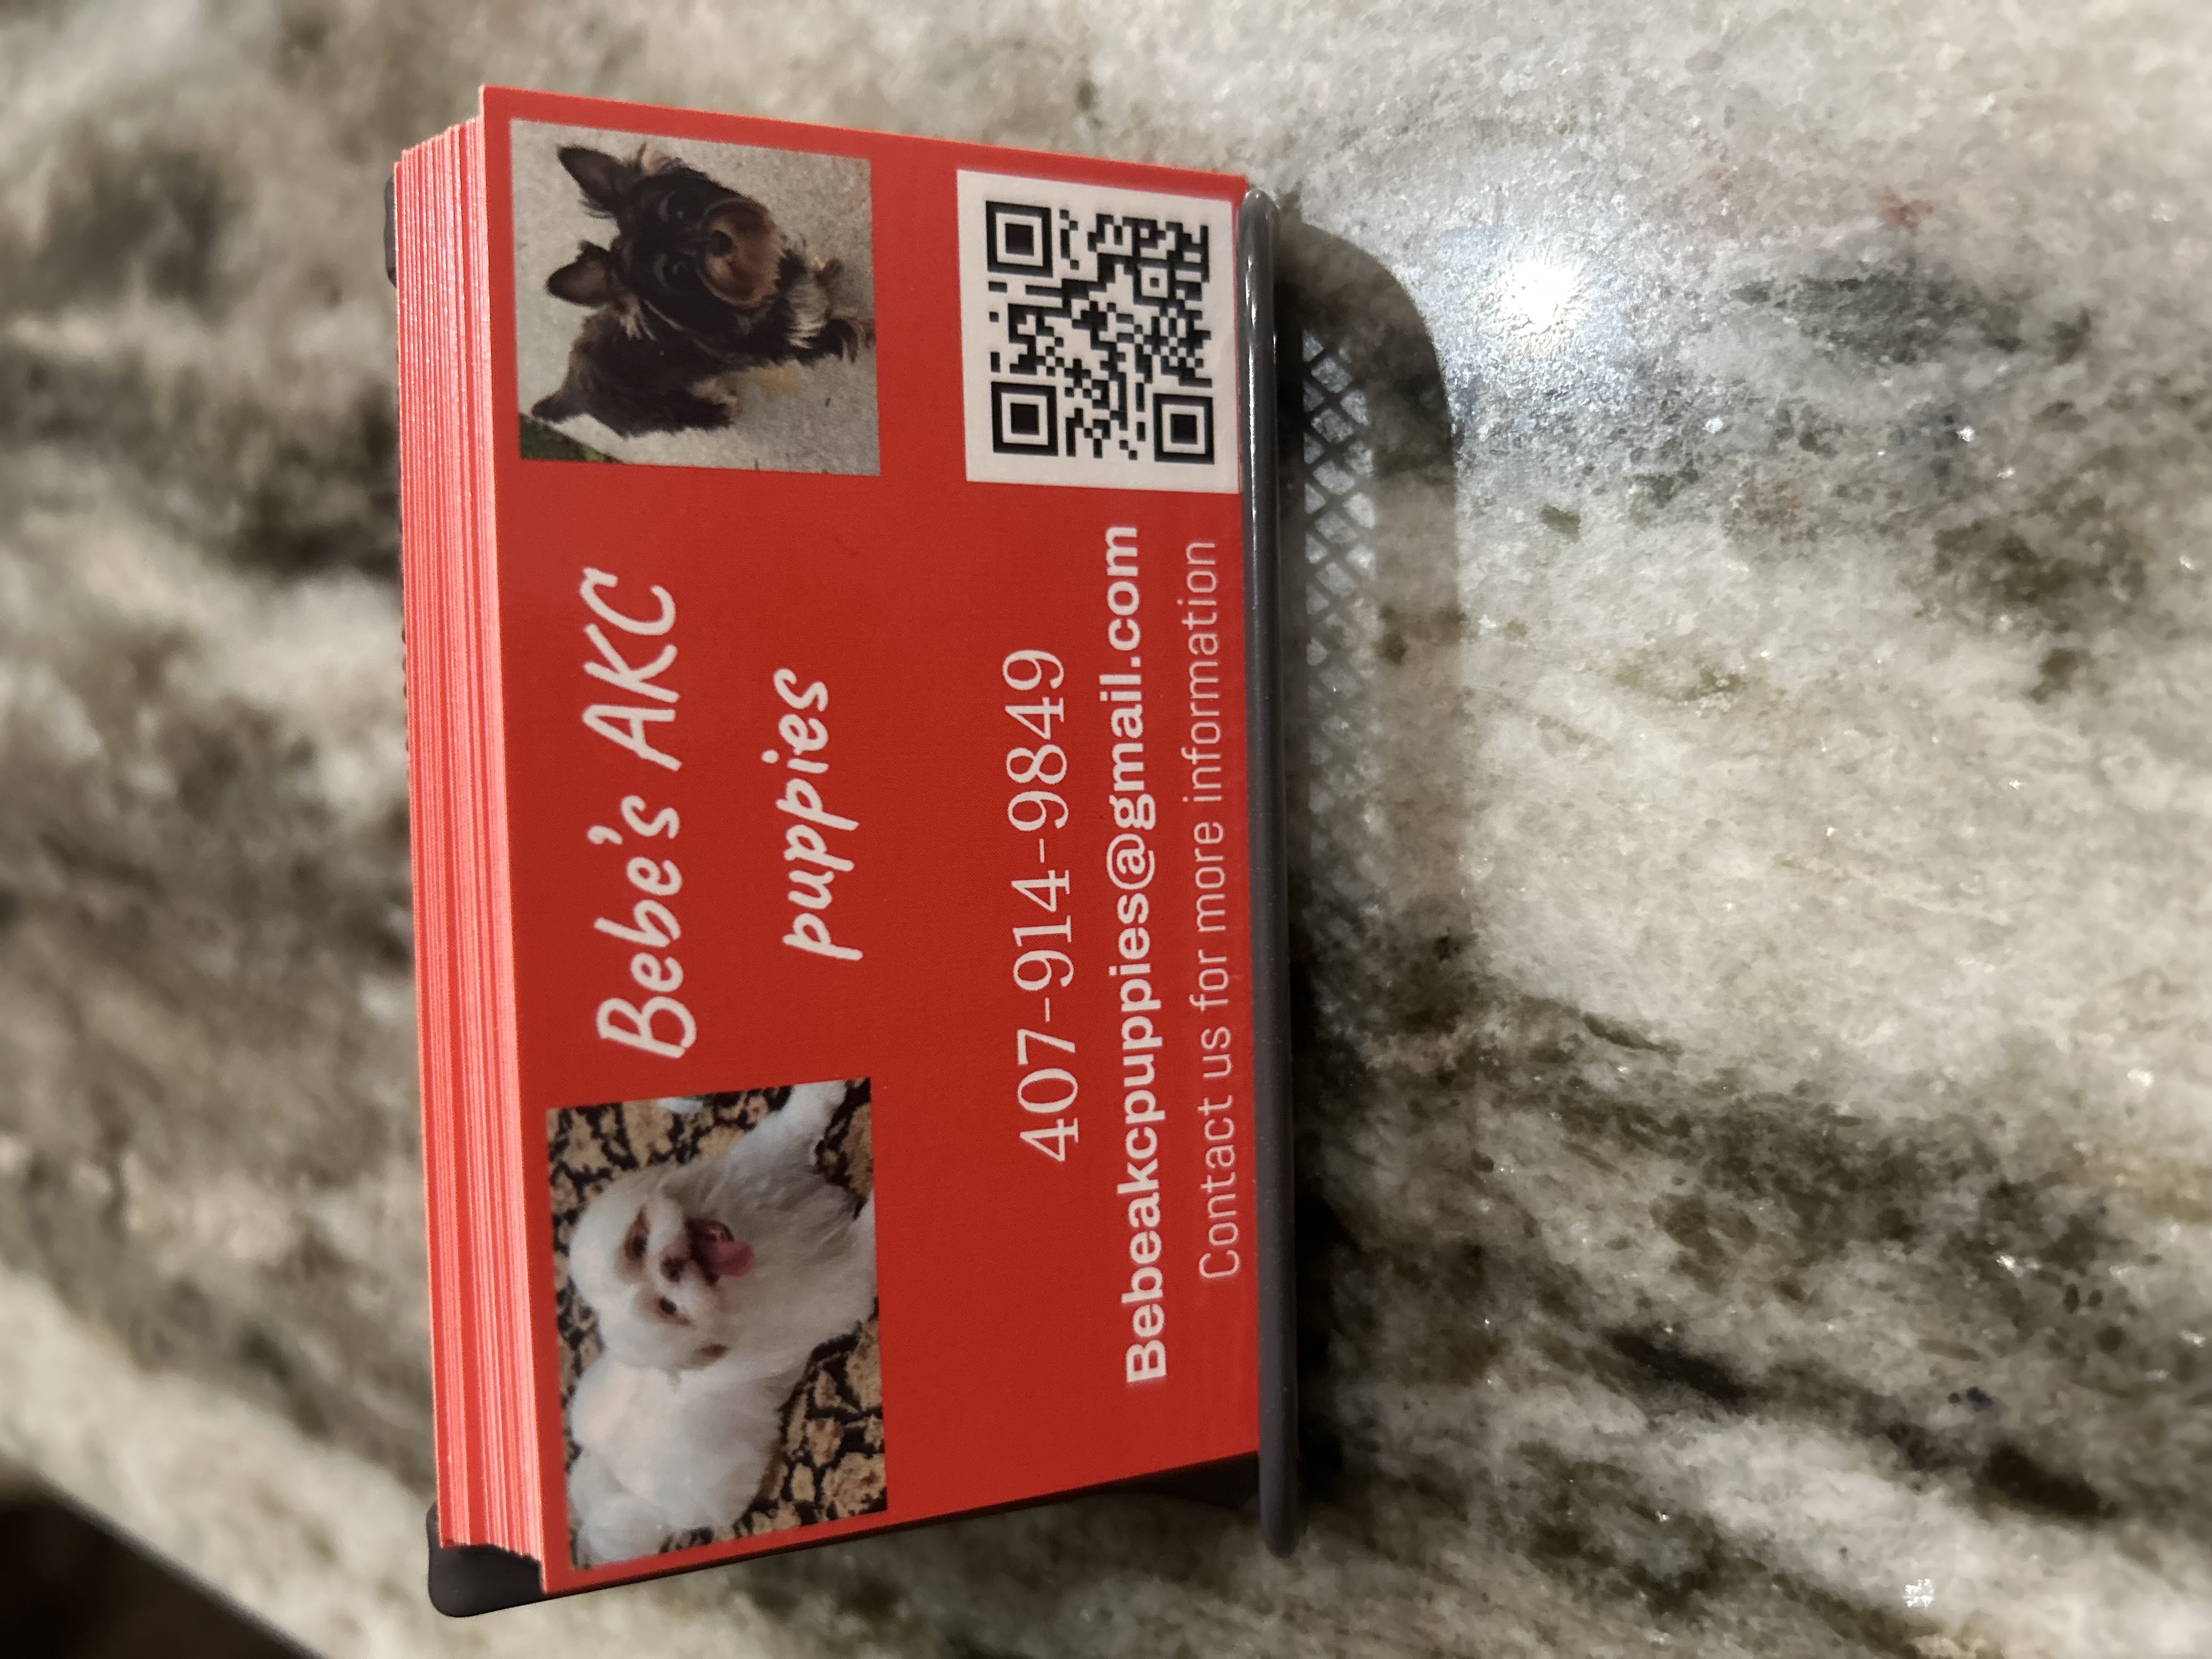 Bebe's AKC
puppies
407-914-9849
Bebeakcpuppies@gmail.com
Contact us for more information